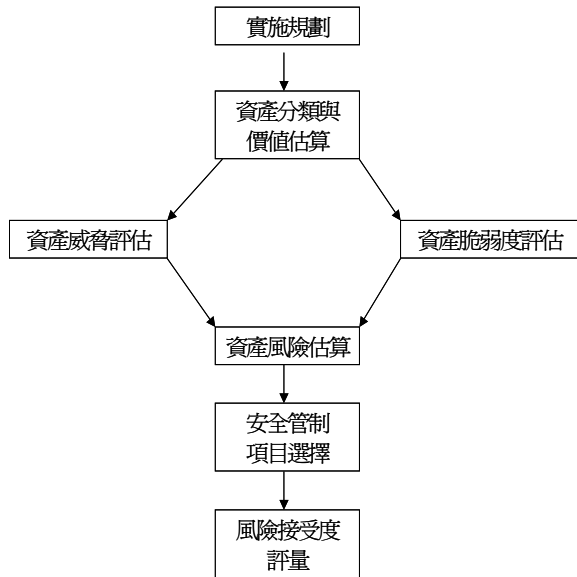 實施規劃
資產分類與
價值估算
資產威脅評估
資產脆弱度評估
資產風險估算
安全管制
項目選擇
風險接受度
評量